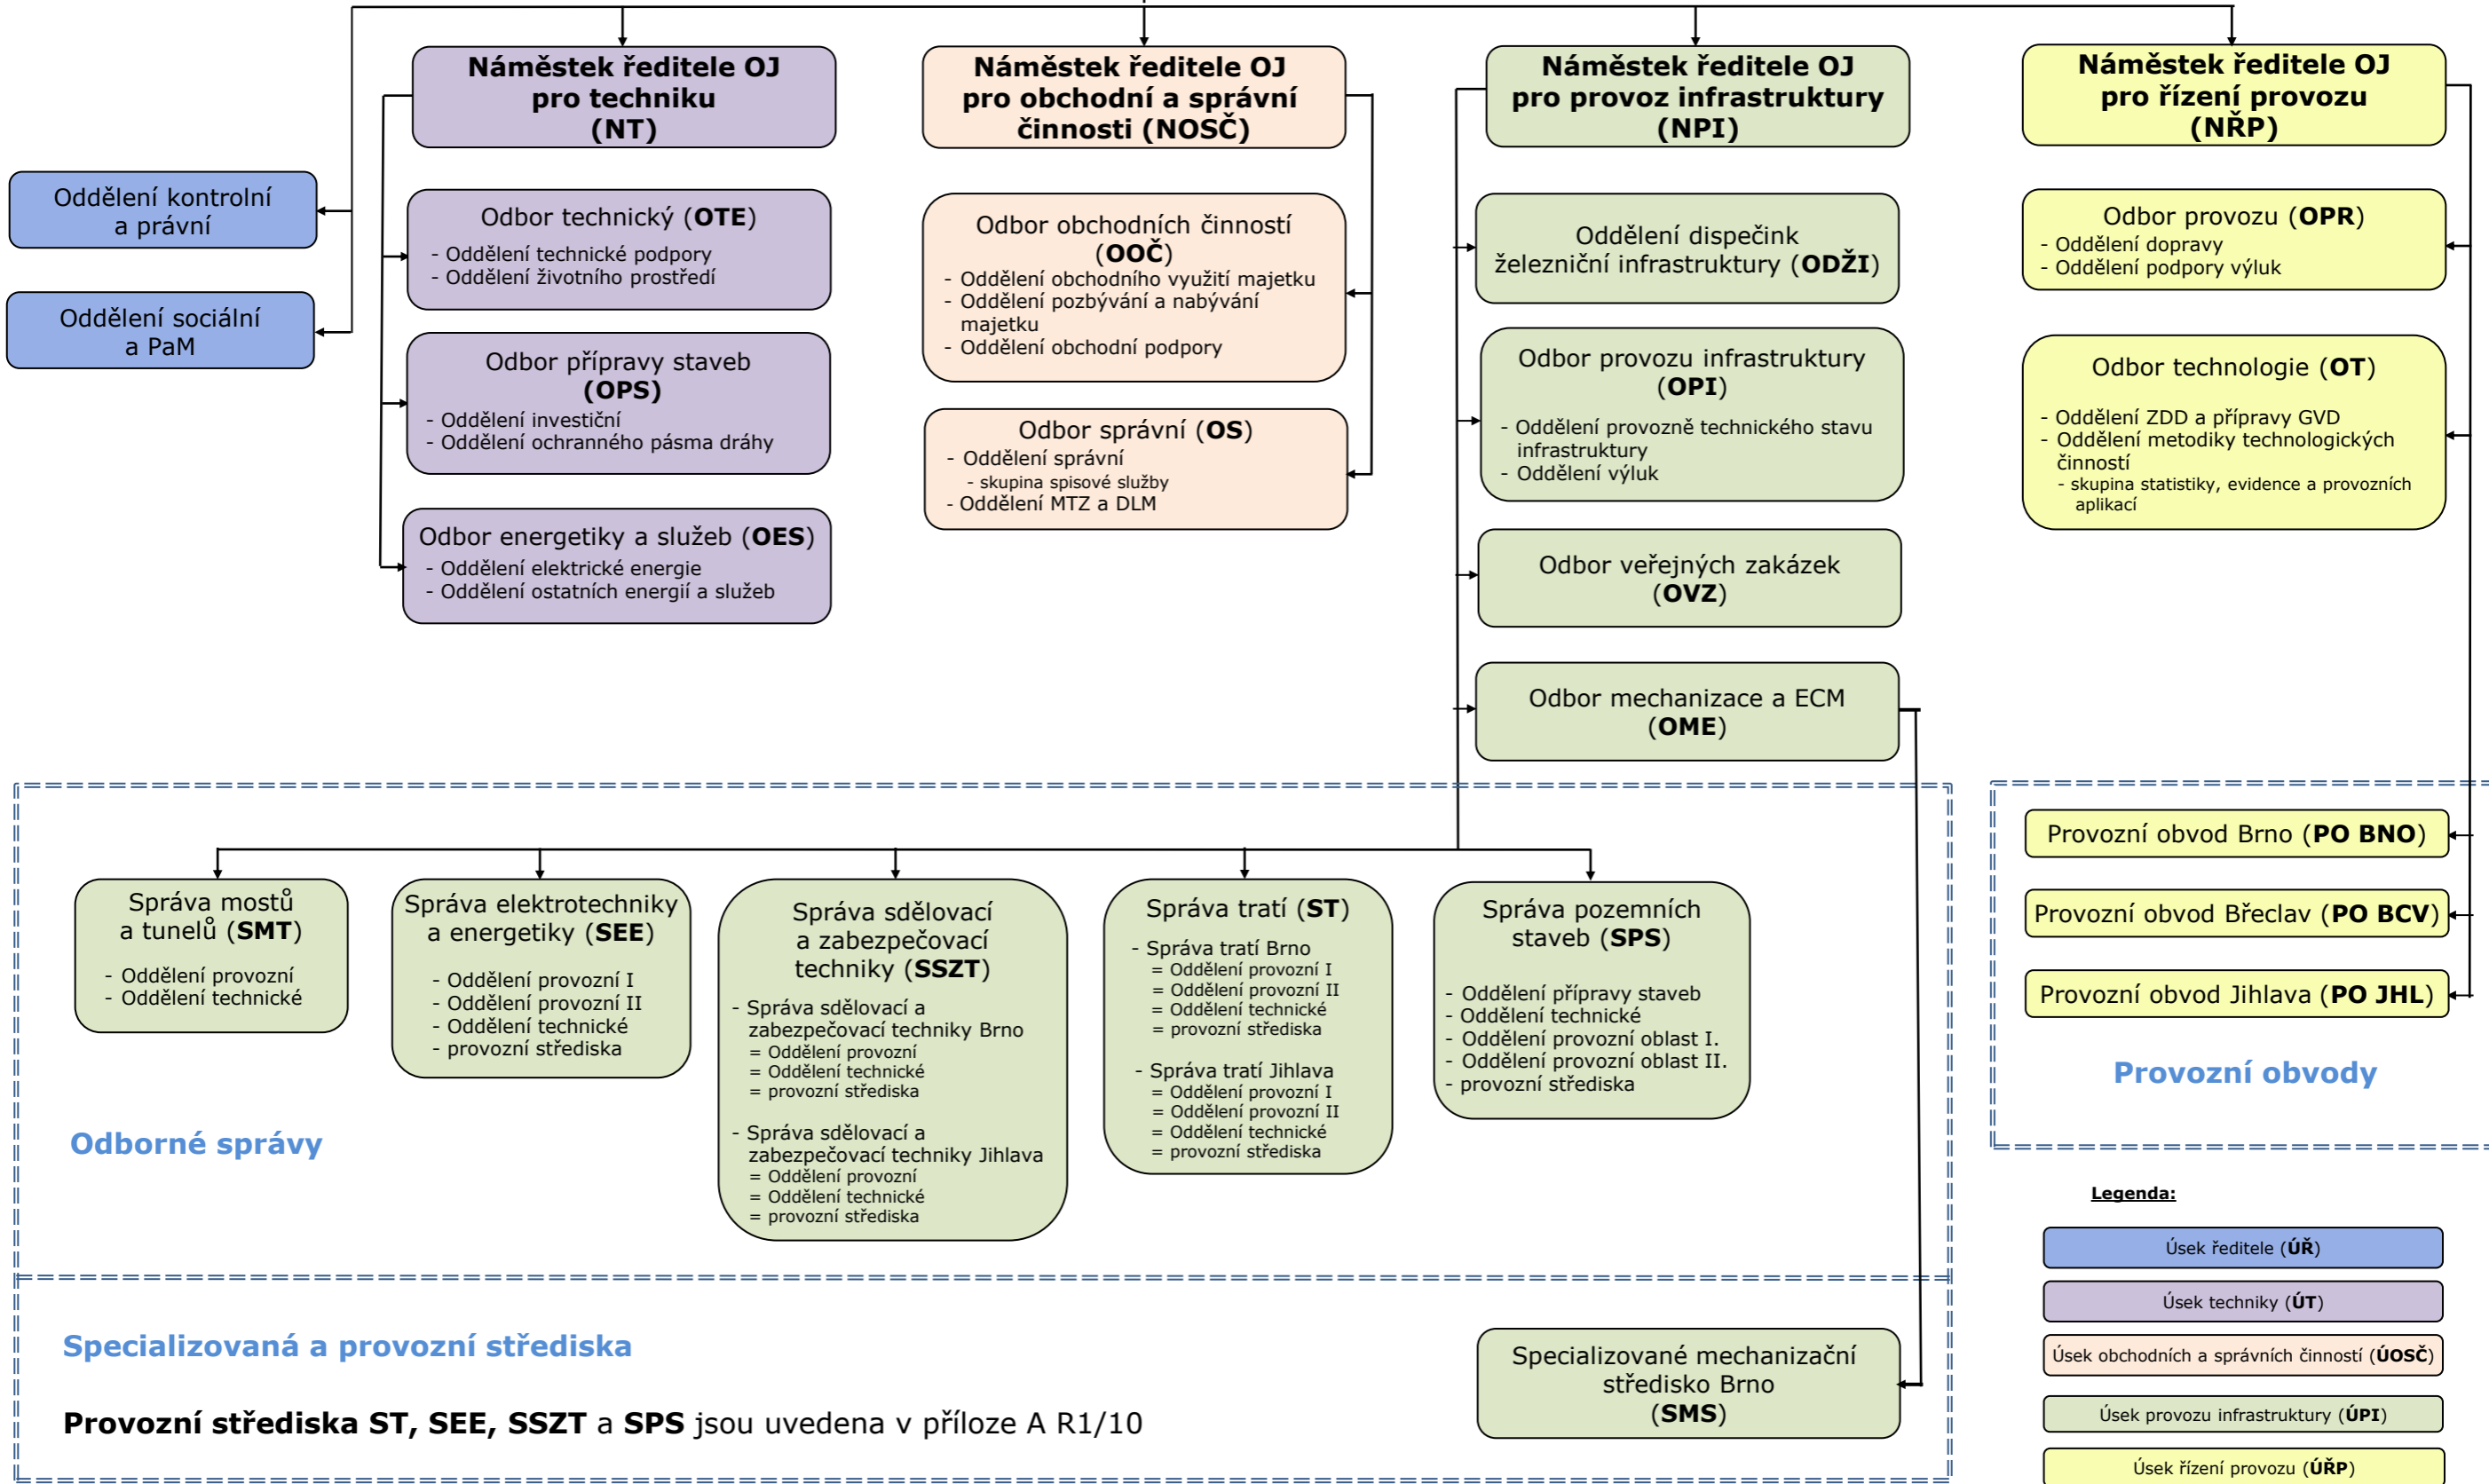 Náměstek ředitele OJ
pro techniku
(NT)
Náměstek ředitele OJ
pro obchodní a správní
činnosti (NOSČ)
Náměstek ředitele OJ
pro provoz infrastruktury
(NPI)
Náměstek ředitele OJ
pro řízení provozu
(NŘP)
Oddělení kontrolní
a právní
Oddělení sociální
a PaM
Odbor technický (OTE)
- Oddělení technické podpory
- Oddělení životního prostředí
Odbor přípravy staveb
(OPS)
- Oddělení investiční
- Oddělení ochranného pásma dráhy
Odbor energetiky a služeb (OES)
- Oddělení elektrické energie
- Oddělení ostatních energií a služeb
Odbor obchodních činností
(OOČ)
- Oddělení obchodního využití majetku
- Oddělení pozbývání a nabývání
majetku
- Oddělení obchodní podpory
Odbor správní (OS)
- Oddělení správní
- skupina spisové služby
- Oddělení MTZ a DLM
Oddělení dispečink
železniční infrastruktury (ODŽI)
Odbor provozu infrastruktury
(OPI)
- Oddělení provozně technického stavu
infrastruktury
- Oddělení výluk
Odbor veřejných zakázek
(OVZ)
Odbor mechanizace a ECM
(OME)
Odbor provozu (OPR)
- Oddělení dopravy
- Oddělení podpory výluk
Odbor technologie (OT)
- Oddělení ZDD a přípravy GVD
- Oddělení metodiky technologických
činností
- skupina statistiky, evidence a provozních
aplikací
Správa mostů
a tunelů (SMT)
- Oddělení provozní
- Oddělení technické
Správa elektrotechniky
a energetiky (SEE)
- Oddělení provozní I
- Oddělení provozní II
- Oddělení technické
- provozní střediska
Správa sdělovací
a zabezpečovací
techniky (SSZT)
- Správa sdělovací a
zabezpečovací techniky Brno
= Oddělení provozní
= Oddělení technické
= provozní střediska
- Správa sdělovací a
zabezpečovací techniky Jihlava
= Oddělení provozní
= Oddělení technické
= provozní střediska
Správa tratí (ST)
- Správa tratí Brno
= Oddělení provozní I
= Oddělení provozní II
= Oddělení technické
= provozní střediska
- Správa tratí Jihlava
= Oddělení provozní I
= Oddělení provozní II
= Oddělení technické
= provozní střediska
Správa pozemních
staveb (SPS)
- Oddělení přípravy staveb
- Oddělení technické
- Oddělení provozní oblast I.
- Oddělení provozní oblast II.
- provozní střediska
Odborné správy
Provozní obvod Brno (PO BNO)
Provozní obvod Břeclav (PO BCV)
Provozní obvod Jihlava (PO JHL)
Provozní obvody
Specializovaná a provozní střediska
Provozní střediska ST, SEE, SSZT a SPS jsou uvedena v příloze A R1/10
Specializované mechanizační
středisko Brno
(SMS)
Legenda:
Úsek ředitele (ÚŘ)
Úsek techniky (ÚT)
Úsek obchodních a správních činností (ÚOSČ)
Úsek provozu infrastruktury (ÚPI)
Úsek řízení provozu (ÚŘP)